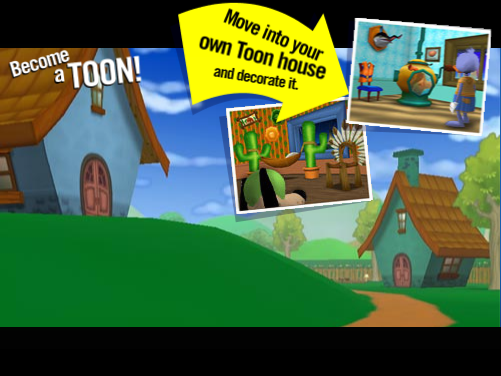 Become
a TOON!
Move into your
own Toon house
and decorate it.